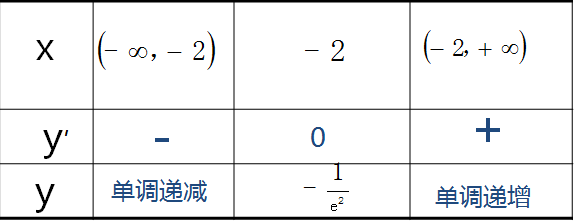 x (-∞,-2) -2 (-2,+∞)
y′ - 0 +
y 单调递减 -1/e² 单调递增